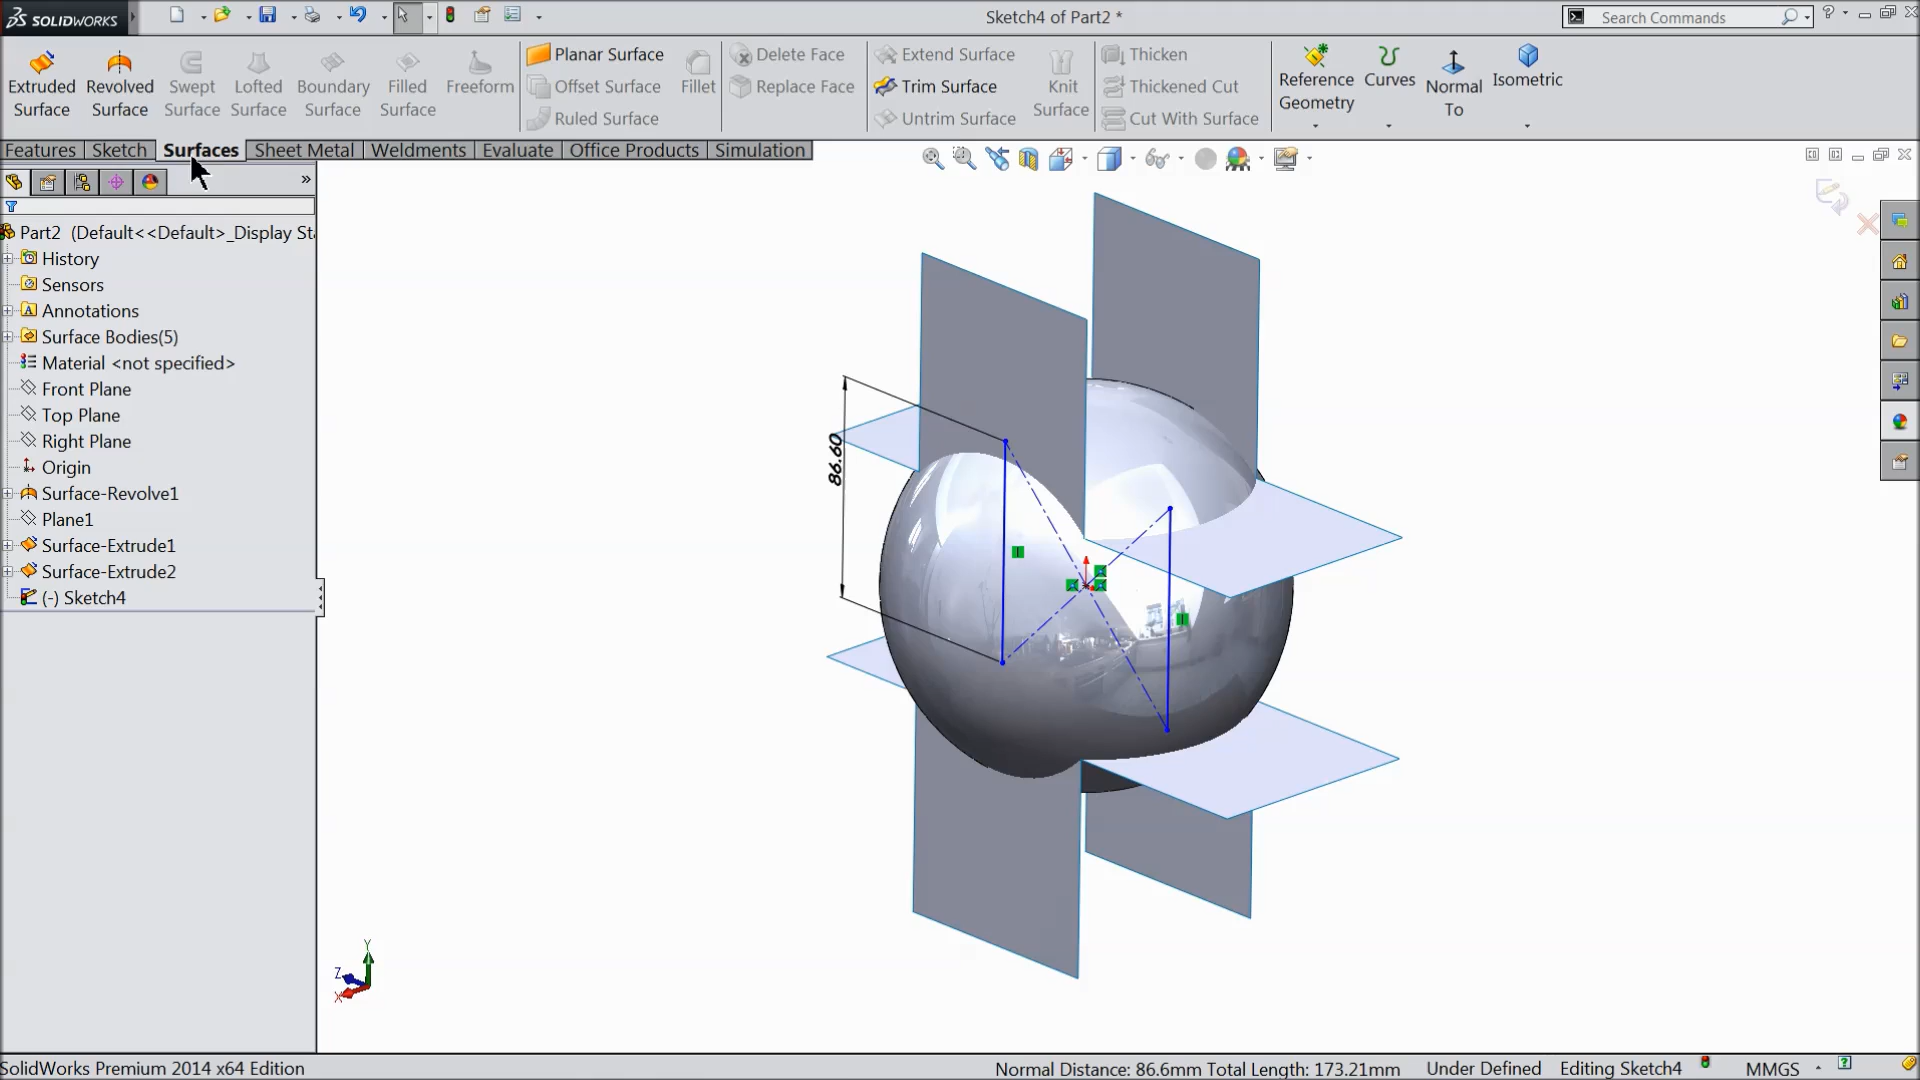 SOLIDWORKS
Sketch4 of Part2 *
Search Commands
Extruded Surface
Revolved Surface
Swept Surface
Lofted Surface
Boundary Surface
Filled Surface
Freeform
Planar Surface
Offset Surface
Ruled Surface
Fillet
Delete Face
Replace Face
Extend Surface
Trim Surface
Untrim Surface
Knit Surface
Thicken
Thickened Cut
Cut With Surface
Reference Geometry
Curves
Normal To
Isometric
Features Sketch Surfaces Sheet Metal Weldments Evaluate Office Products Simulation
Part2 (Default<<Default>_Display Sta
History
Sensors
Annotations
Surface Bodies(5)
Material <not specified>
Front Plane
Top Plane
Right Plane
Origin
Surface-Revolve1
Plane1
Surface-Extrude1
Surface-Extrude2
(-) Sketch4
86.60
Y
Z
X
SolidWorks Premium 2014 x64 Edition
Normal Distance: 86.6mm Total Length: 173.21mm Under Defined Editing Sketch4 MMGS